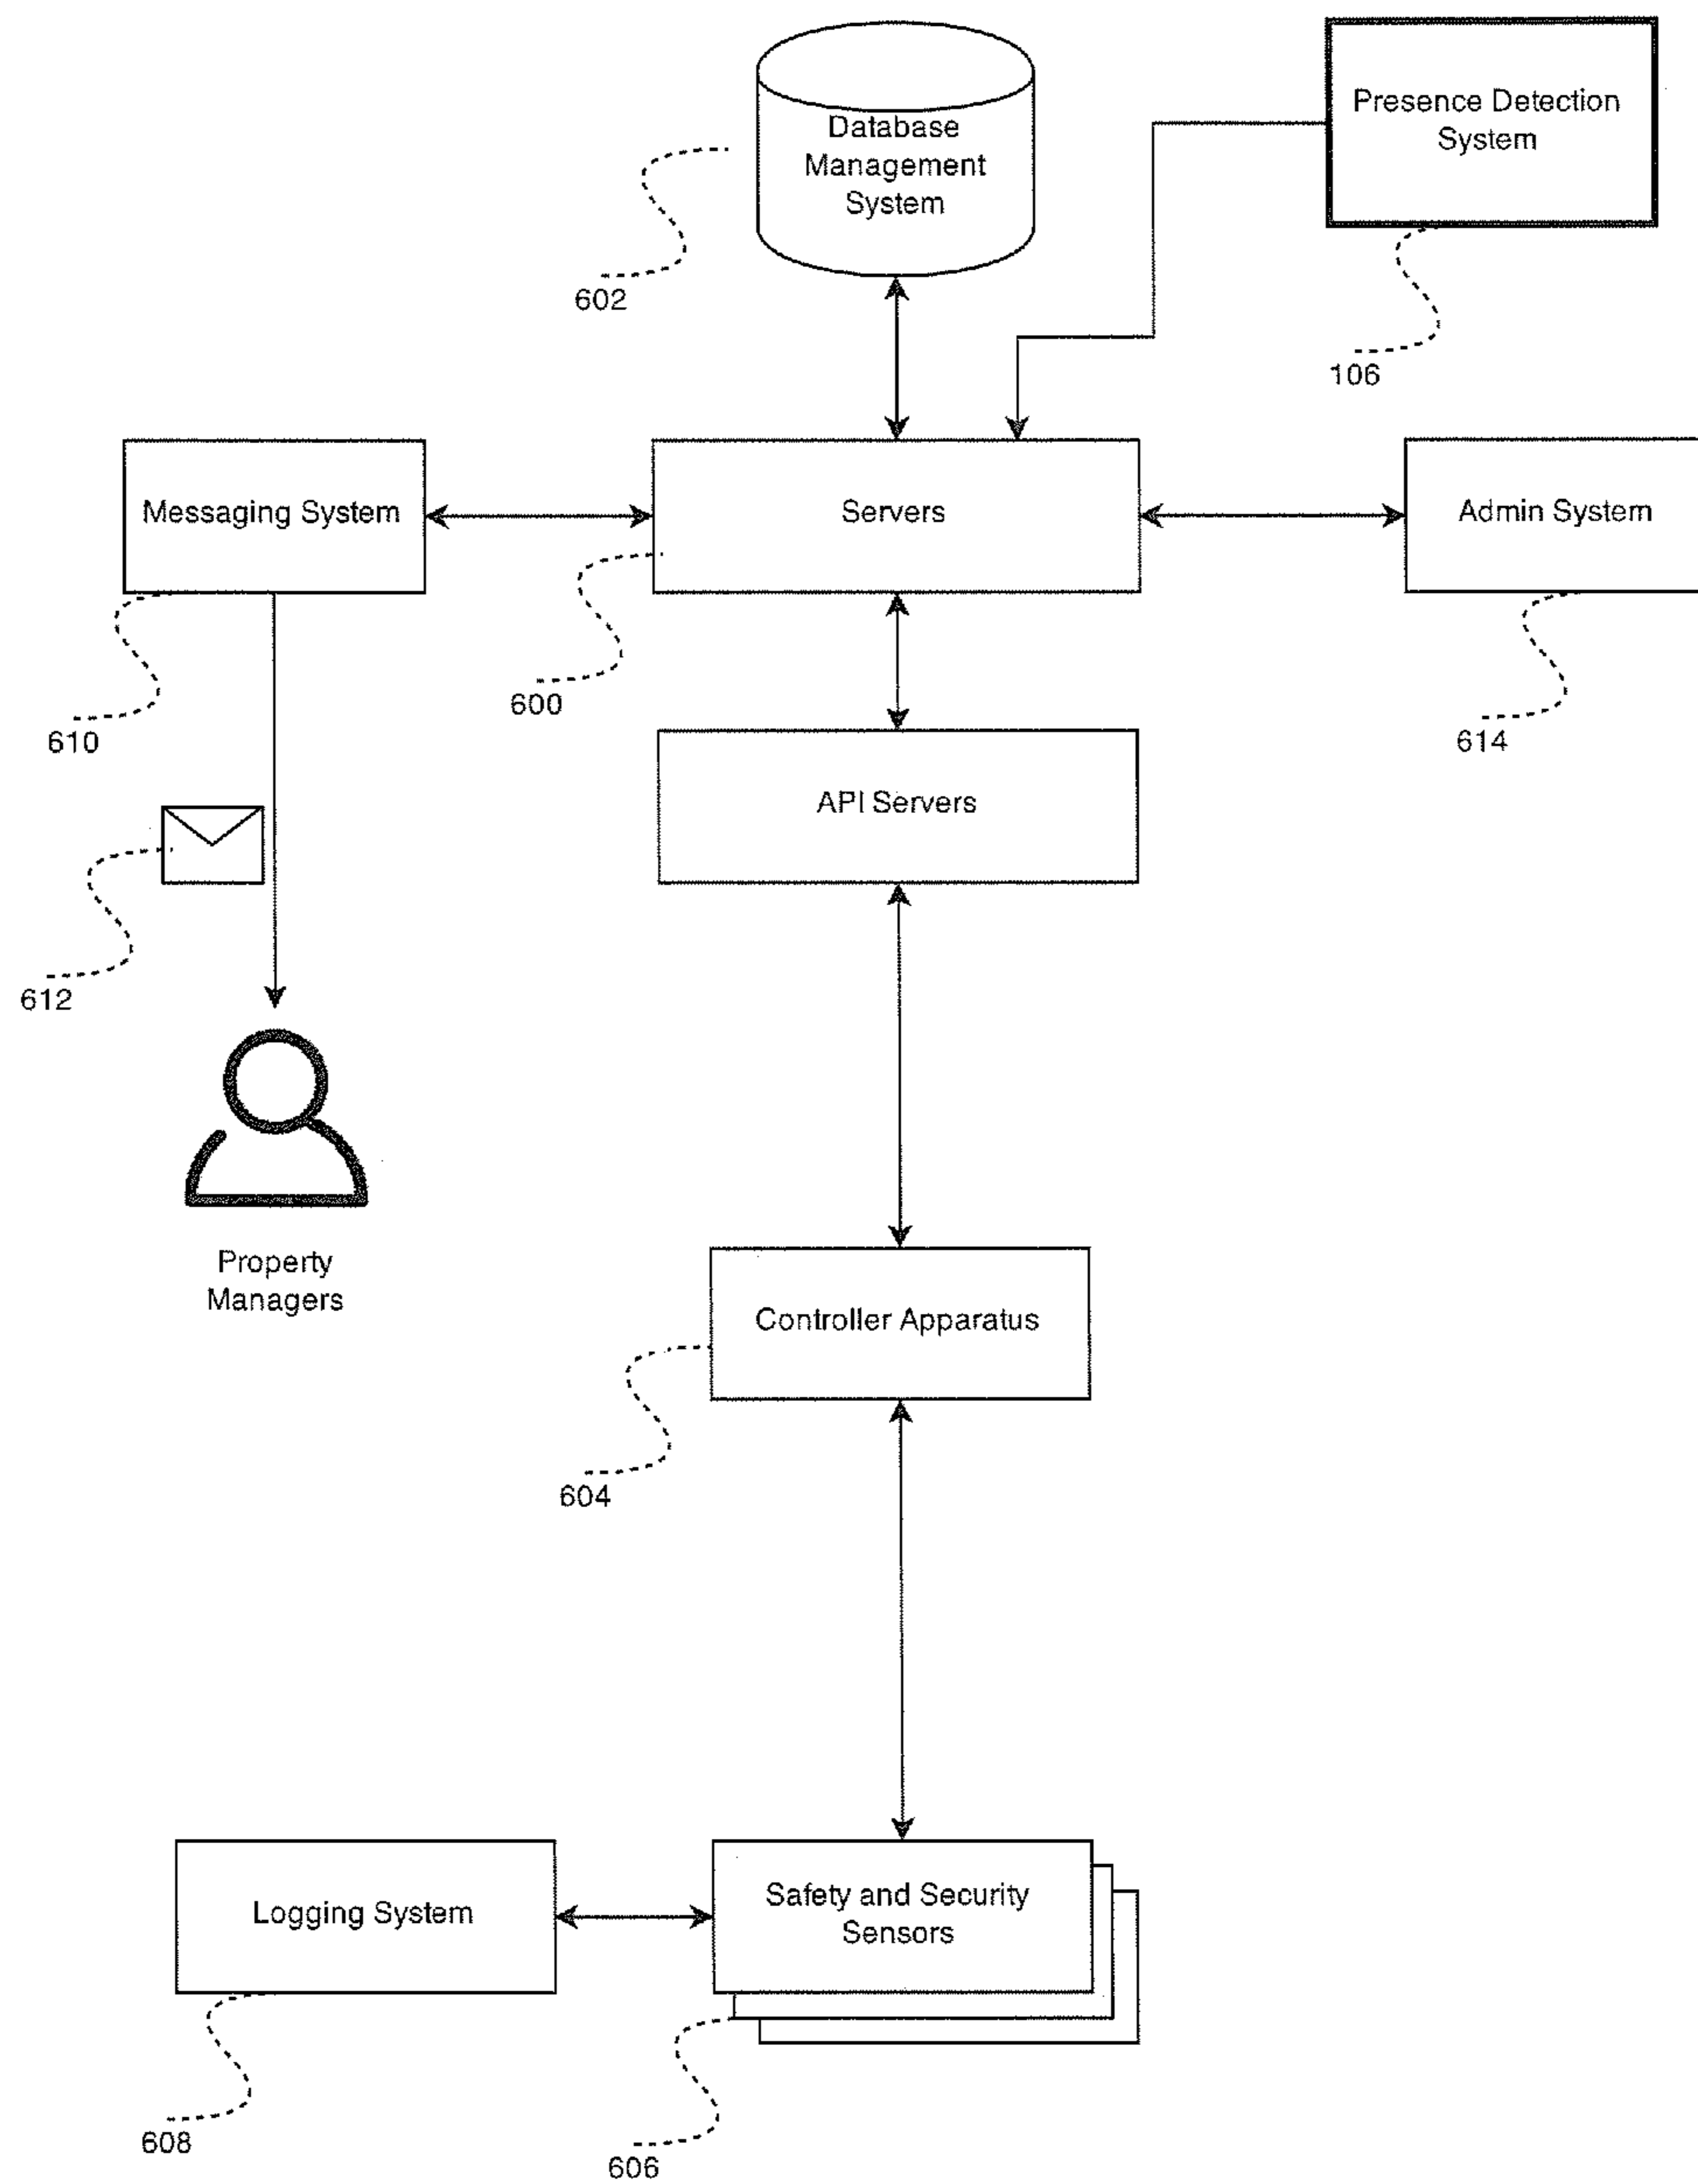 Database
Management
System
Presence Detection
System
602
106
Messaging System
Servers
Admin System
610
600
614
API Servers
612
Property
Managers
Controller Apparatus
604
Logging System
Safety and Security
Sensors
608
606